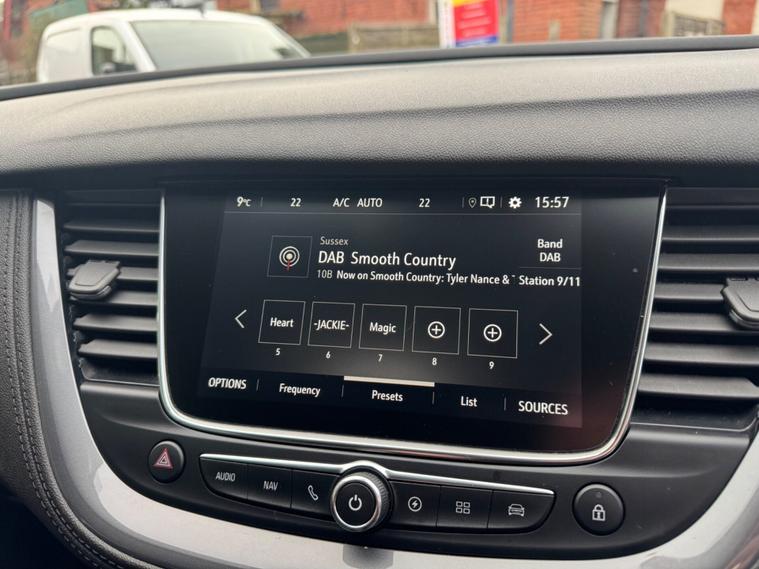 9°C 22 A/C AUTO 22 15:57
Sussex
DAB Smooth Country
Band
DAB
10B Now on Smooth Country: Tyler Nance & Station 9/11
Heart
-JACKIE-
Magic
5 6 7 8 9
OPTIONS Frequency Presets List SOURCES
AUDIO NAV